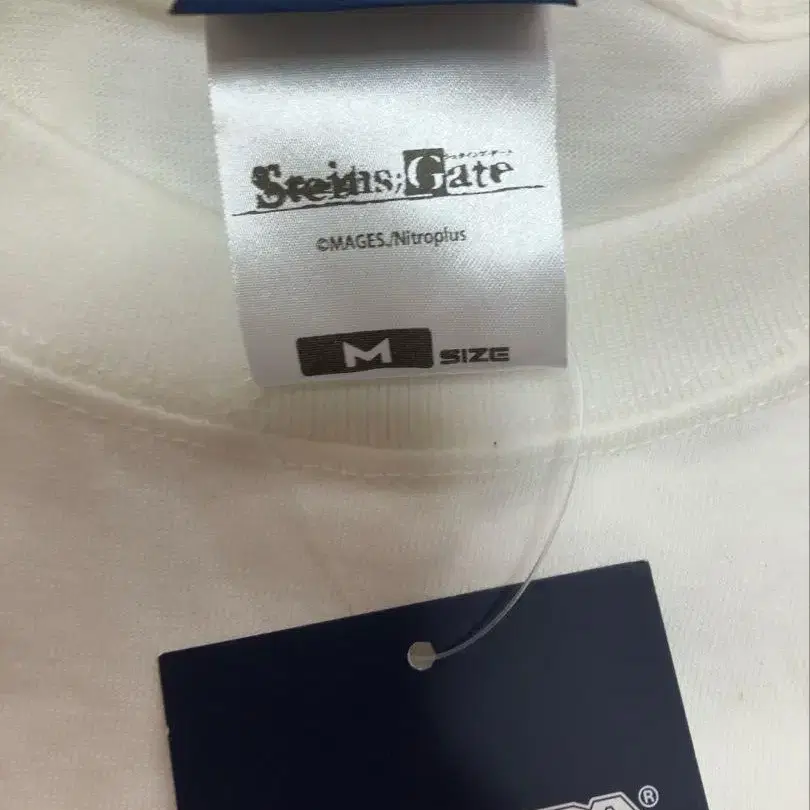 Steins;Gate
©MAGES./Nitroplus
M SIZE
®